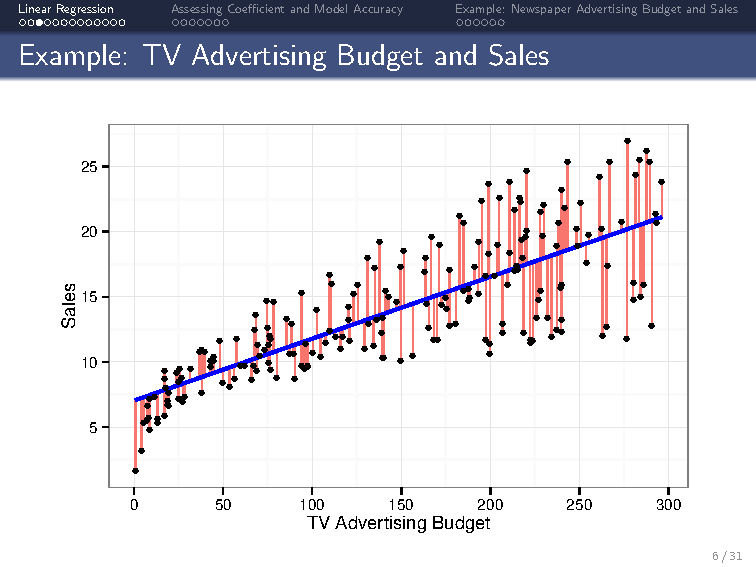 Linear Regression
Assessing Coefficient and Model Accuracy
Example: Newspaper Advertising Budget and Sales
Example: TV Advertising Budget and Sales
25
20
15
10
5
Sales
0 50 100 150 200 250 300
TV Advertising Budget
6 / 31